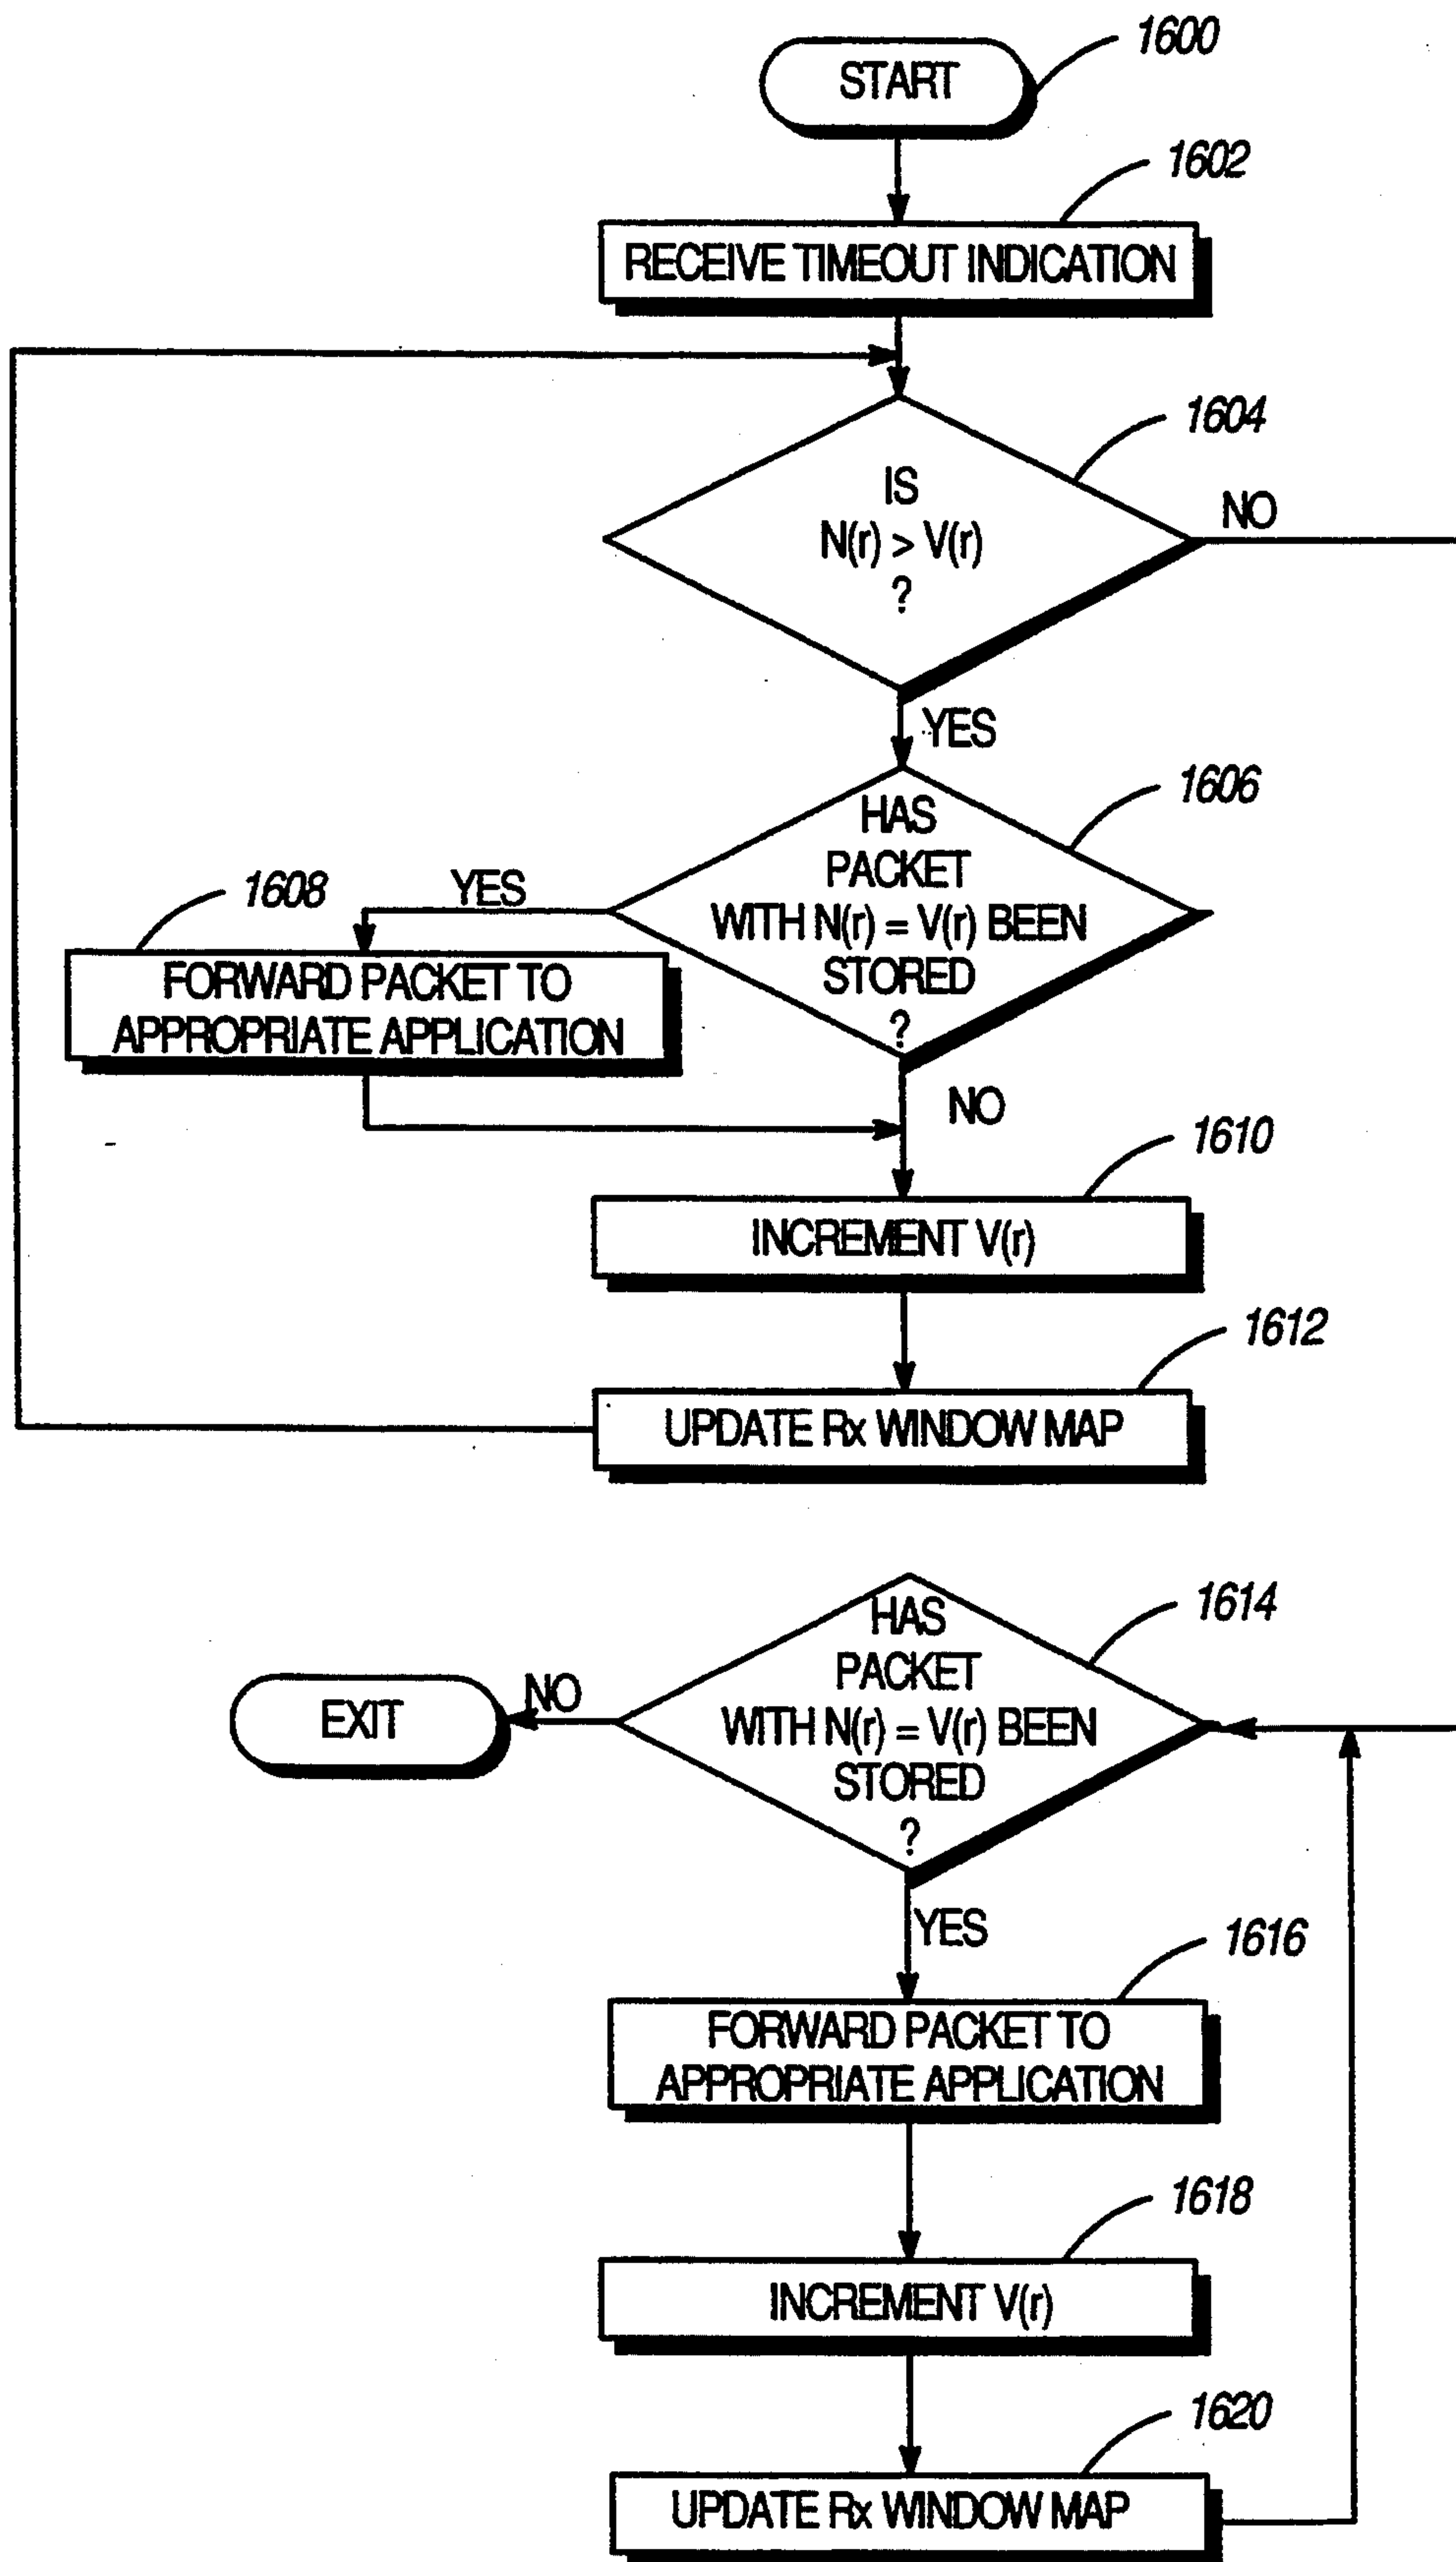 1600
START
1602
RECEIVE TIMEOUT INDICATION
1604
IS
N(r) > V(r)
?
NO
YES
1606
HAS
PACKET
WITH N(r) = V(r) BEEN
STORED
?
YES
1608
FORWARD PACKET TO
APPROPRIATE APPLICATION
NO
1610
INCREMENT V(r)
1612
UPDATE Rx WINDOW MAP
1614
HAS
PACKET
WITH N(r) = V(r) BEEN
STORED
?
NO
EXIT
YES
1616
FORWARD PACKET TO
APPROPRIATE APPLICATION
1618
INCREMENT V(r)
1620
UPDATE Rx WINDOW MAP